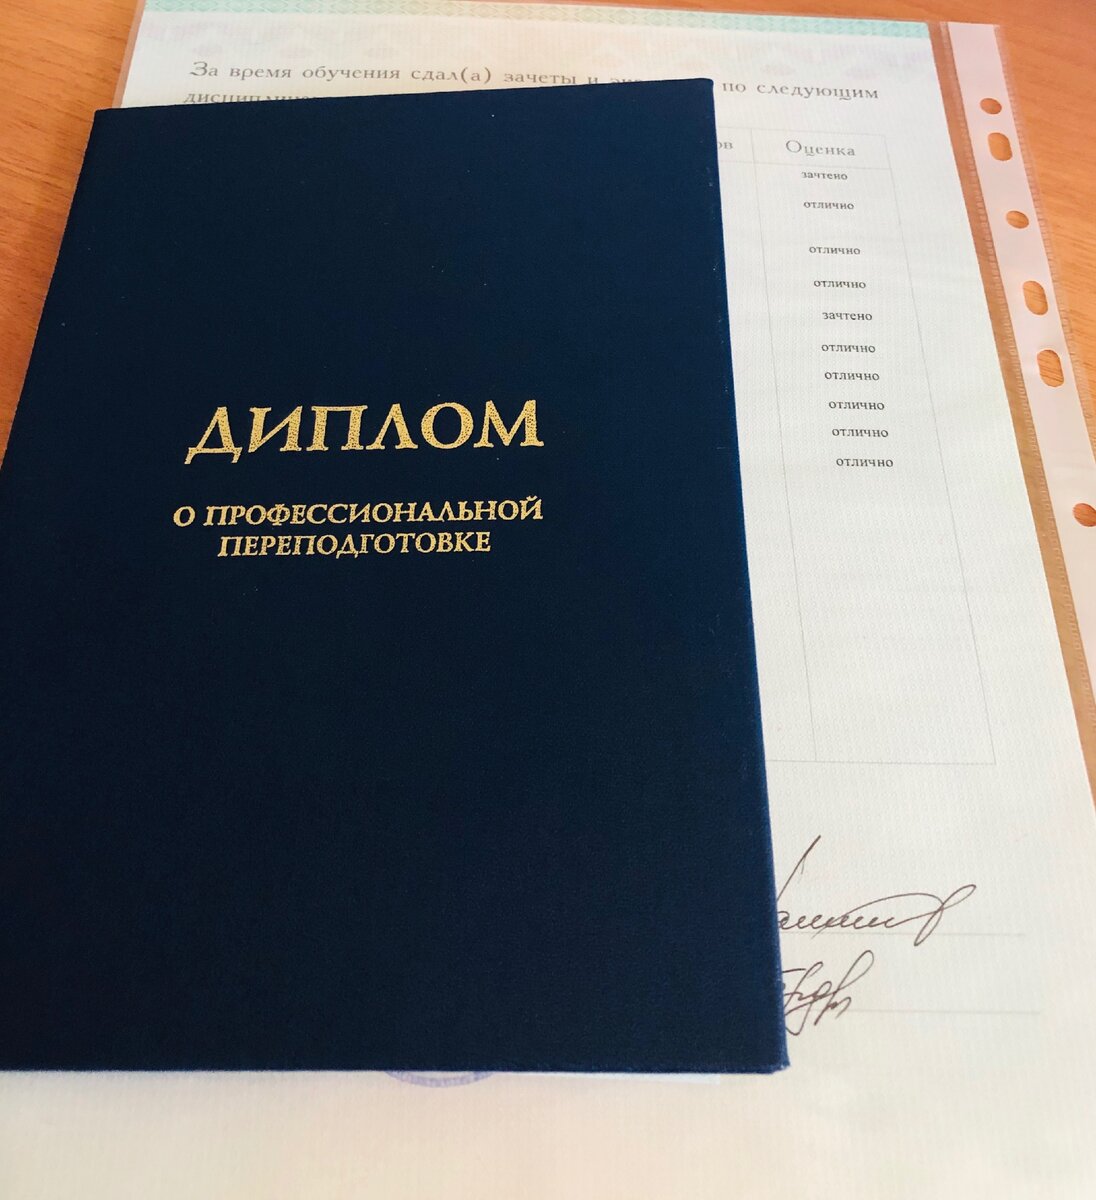 За время обучения сдал(а) зачеты и по следующим
Оценка
зачтено
отлично
отлично
отлично
зачтено
отлично
отлично
отлично
отлично
отлично
ДИПЛОМ
О ПРОФЕССИОНАЛЬНОЙ
ПЕРЕПОДГОТОВКЕ